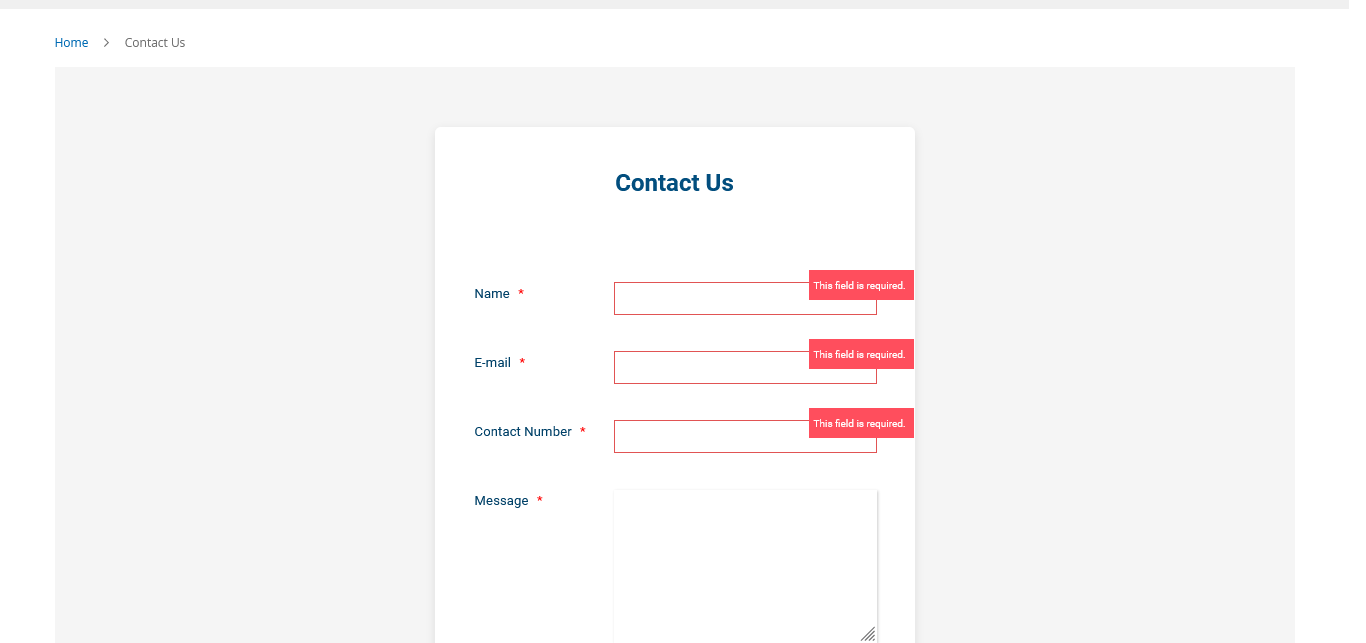 Home > Contact Us
Contact Us
Name *
This field is required.
E-mail *
This field is required.
Contact Number *
This field is required.
Message *